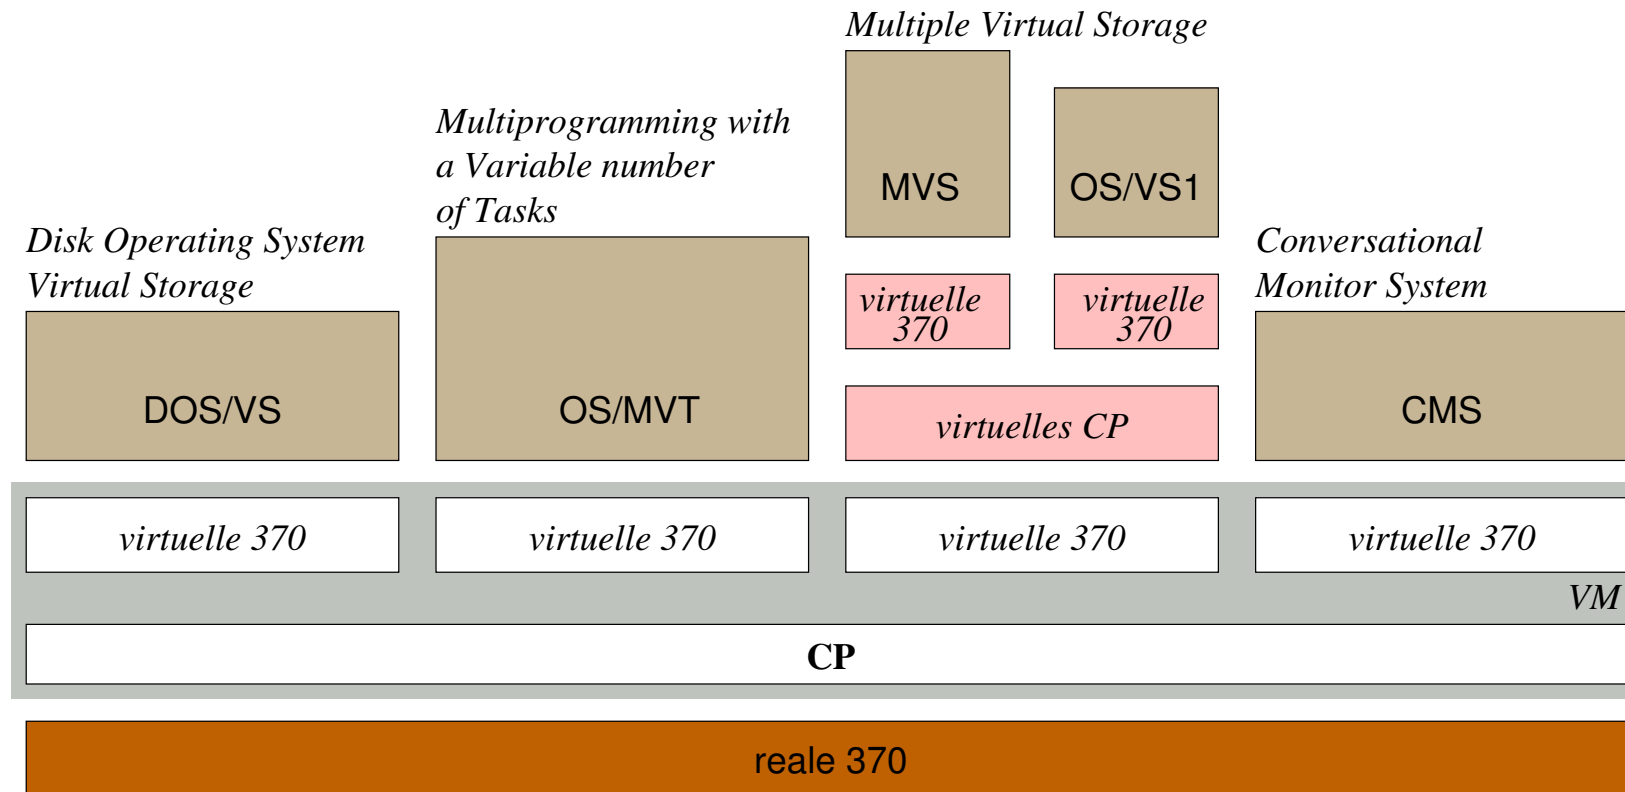 Multiple Virtual Storage
Multiprogramming with
a Variable number
of Tasks
MVS
OS/VS1
Disk Operating System
Virtual Storage
Conversational
Monitor System
virtuelle
370
virtuelle
370
DOS/VS
OS/MVT
virtuelles CP
CMS
virtuelle 370
virtuelle 370
virtuelle 370
virtuelle 370
VM
CP
reale 370